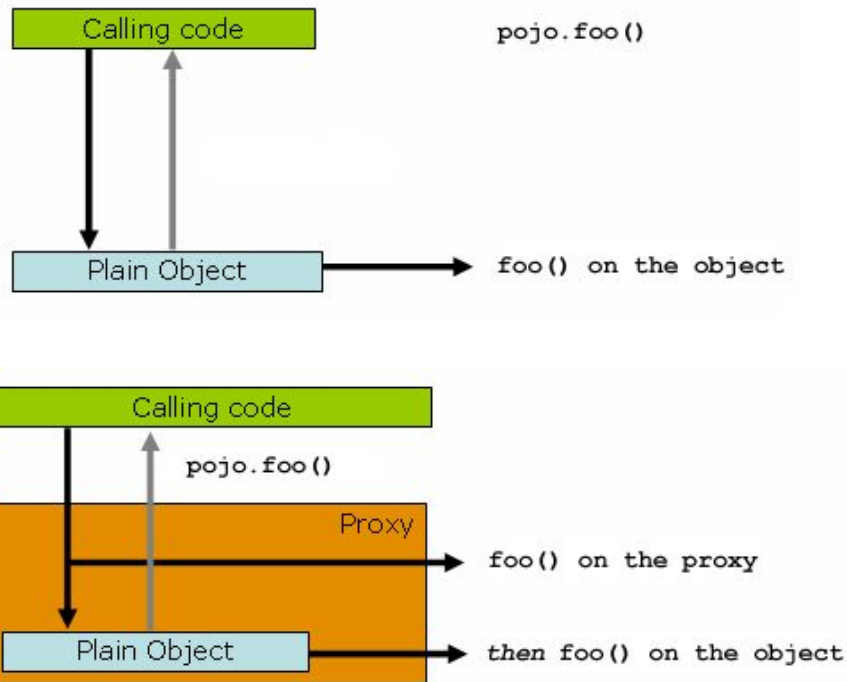 Calling code
pojo.foo()
Plain Object
foo() on the object
Calling code
pojo.foo()
Proxy
foo() on the proxy
Plain Object
then foo() on the object